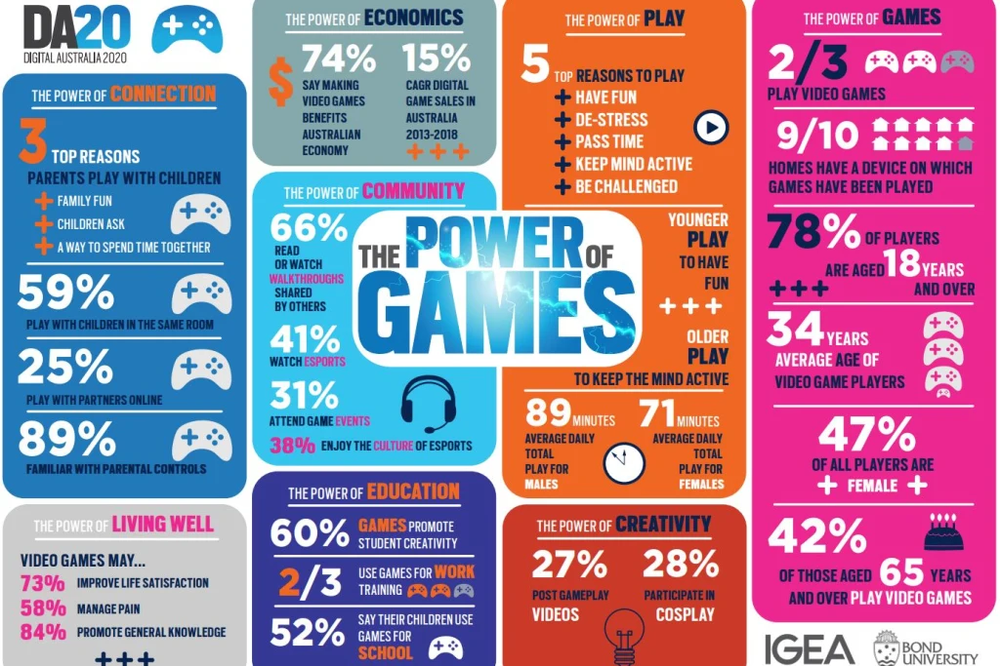 DA20
DIGITAL AUSTRALIA 2020
THE POWER OF CONNECTION
3 TOP REASONS
PARENTS PLAY WITH CHILDREN
+ FAMILY FUN
+ CHILDREN ASK
+ A WAY TO SPEND TIME TOGETHER
59%
PLAY WITH CHILDREN IN THE SAME ROOM
25%
PLAY WITH PARTNERS ONLINE
89%
FAMILIAR WITH PARENTAL CONTROLS
THE POWER OF LIVING WELL
VIDEO GAMES MAY...
73% IMPROVE LIFE SATISFACTION
58% MANAGE PAIN
84% PROMOTE GENERAL KNOWLEDGE
+++
THE POWER OF ECONOMICS
$
74%
SAY MAKING
VIDEO GAMES
BENEFITS
AUSTRALIAN
ECONOMY
15%
CAGR DIGITAL
GAME SALES IN
AUSTRALIA
2013-2018
+++
THE POWER OF COMMUNITY
66%
READ
OR WATCH
WALKTHROUGHS
SHARED
BY OTHERS
41%
WATCH ESPORTS
31%
ATTEND GAME EVENTS
38% ENJOY THE CULTURE OF ESPORTS
THE POWER OF
GAMES
THE POWER OF EDUCATION
60% GAMES PROMOTE
STUDENT CREATIVITY
2/3 USE GAMES FOR WORK
TRAINING
52% SAY THEIR CHILDREN USE
GAMES FOR
SCHOOL
THE POWER OF PLAY
5 TOP REASONS TO PLAY
+ HAVE FUN
+ DE-STRESS
+ PASS TIME
+ KEEP MIND ACTIVE
+ BE CHALLENGED
YOUNGER
PLAY
TO HAVE
FUN
+++
OLDER
PLAY
TO KEEP THE MIND ACTIVE
89 MINUTES
AVERAGE DAILY
TOTAL
PLAY FOR
MALES
71 MINUTES
AVERAGE DAILY
TOTAL
PLAY FOR
FEMALES
THE POWER OF CREATIVITY
27%
POST GAMEPLAY
VIDEOS
28%
PARTICIPATE IN
COSPLAY
THE POWER OF GAMES
2/3
PLAY VIDEO GAMES
9/10
HOMES HAVE A DEVICE ON WHICH
GAMES HAVE BEEN PLAYED
78% OF PLAYERS
ARE AGED 18 YEARS
+++ AND OVER
34 YEARS
AVERAGE AGE OF
VIDEO GAME PLAYERS
47%
OF ALL PLAYERS ARE
+ FEMALE +
42%
OF THOSE AGED 65 YEARS
AND OVER PLAY VIDEO GAMES
IGEA
BOND
UNIVERSITY